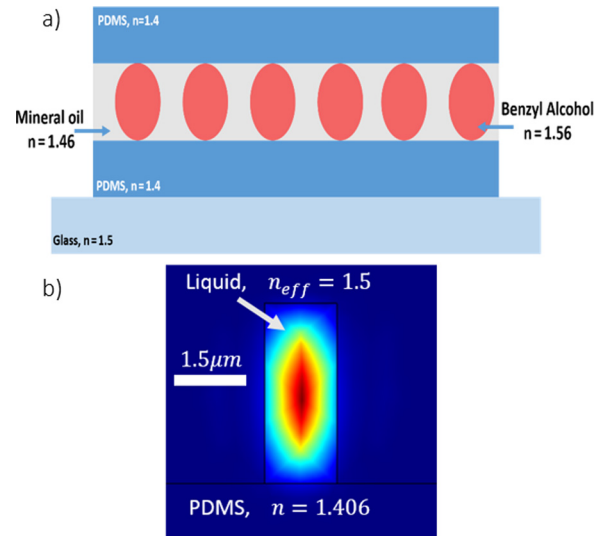 a)
PDMS, n=1.4
Mineral oil
n = 1.46
Benzyl Alcohol
n = 1.56
PDMS, n = 1.4
Glass, n = 1.5
b)
Liquid, n_eff = 1.5
1.5μm
PDMS, n = 1.406